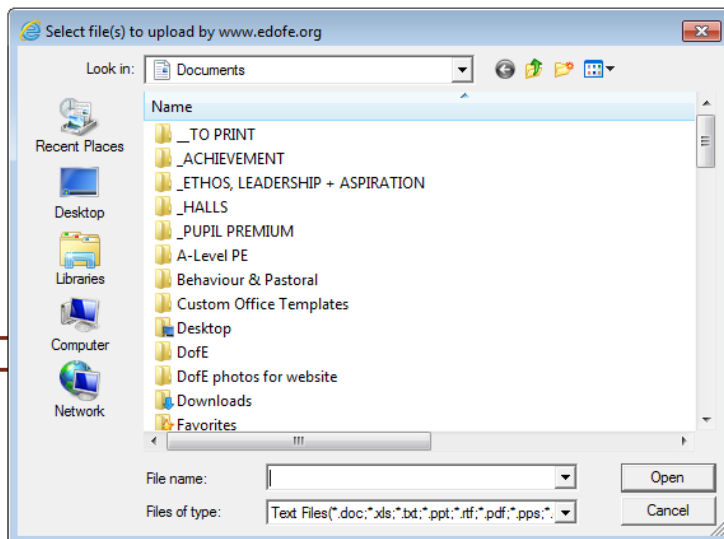 Select file(s) to upload by www.edofe.org
Look in: Documents
Name
Recent Places
Desktop
Libraries
Computer
Network
__TO PRINT
_ACHIEVEMENT
_ETHOS, LEADERSHIP + ASPIRATION
_HALLS
_PUPIL PREMIUM
A-Level PE
Behaviour & Pastoral
Custom Office Templates
Desktop
DofE
DofE photos for website
Downloads
Favorites
File name:
Open
Files of type: Text Files(*.doc;*.xls;*.txt;*.ppt;*.rtf;*.pdf;*.pps;*.
Cancel